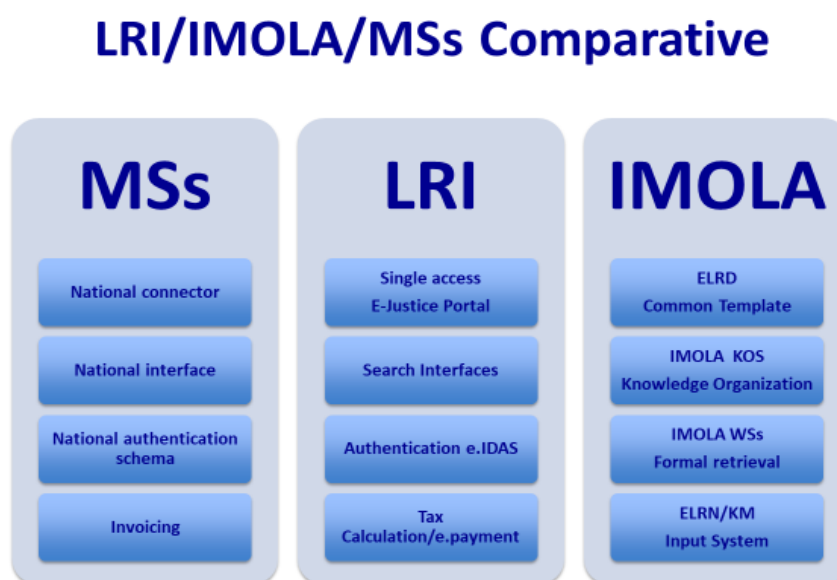 LRI/IMOLA/MSs Comparative
MSs
National connector
National interface
National authentication
schema
Invoicing
LRI
Single access
E-Justice Portal
Search Interfaces
Authentication e.IDAS
Tax
Calculation/e.payment
IMOLA
ELRD
Common Template
IMOLA KOS
Knowledge Organization
IMOLA WSs
Formal retrieval
ELRN/KM
Input System